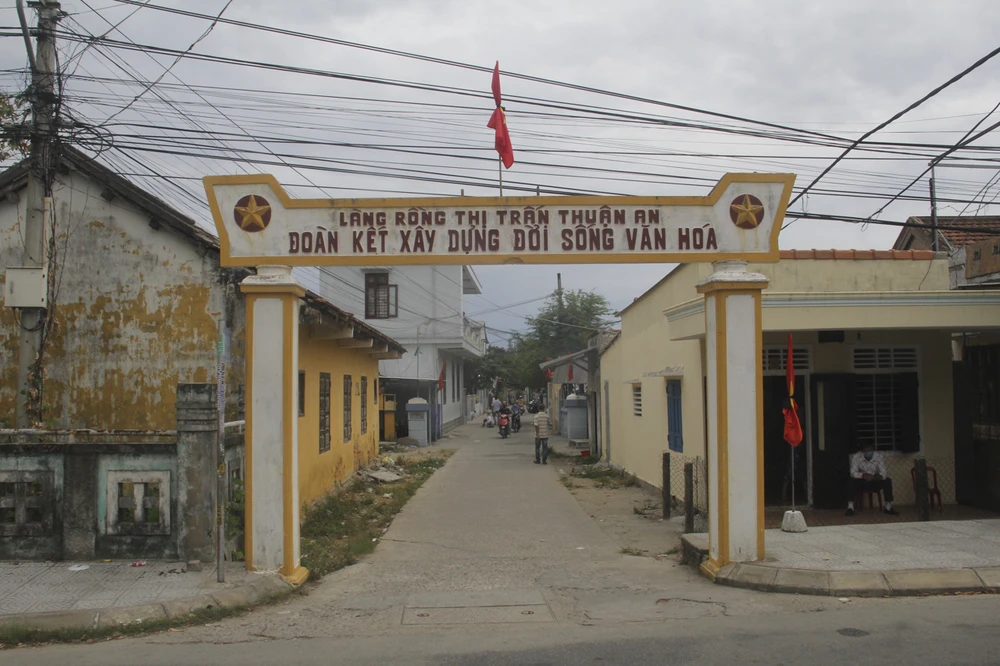 LÀNG RỒNG THỊ TRẤN THUẬN AN
ĐOÀN KẾT XÂY DỰNG ĐỜI SỐNG VĂN HÓA